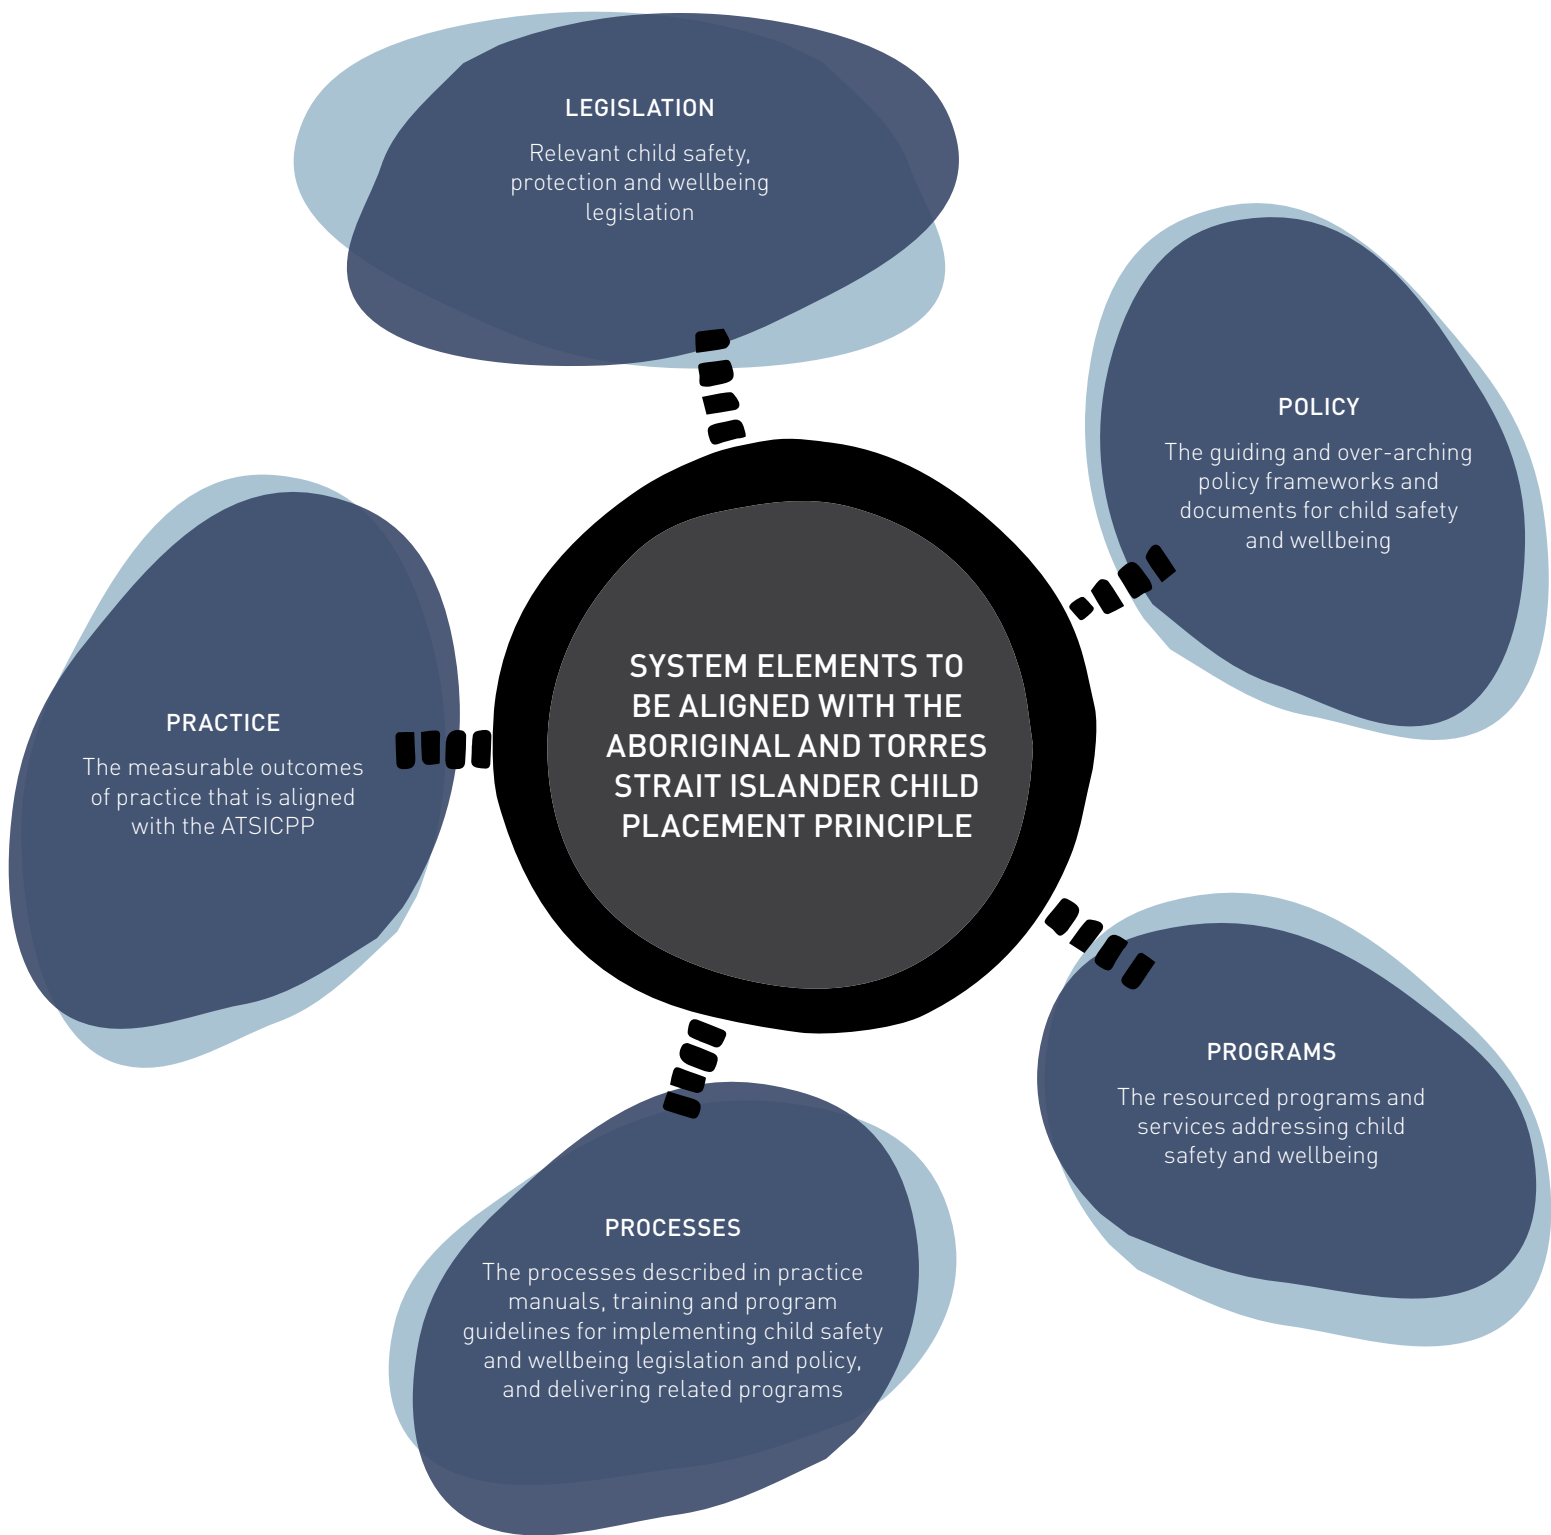 LEGISLATION
Relevant child safety,
protection and wellbeing
legislation
POLICY
The guiding and over-arching
policy frameworks and
documents for child safety
and wellbeing
SYSTEM ELEMENTS TO
BE ALIGNED WITH THE
ABORIGINAL AND TORRES
STRAIT ISLANDER CHILD
PLACEMENT PRINCIPLE
PRACTICE
The measurable outcomes
of practice that is aligned
with the ATSICPP
PROGRAMS
The resourced programs and
services addressing child
safety and wellbeing
PROCESSES
The processes described in practice
manuals, training and program
guidelines for implementing child safety
and wellbeing legislation and policy,
and delivering related programs